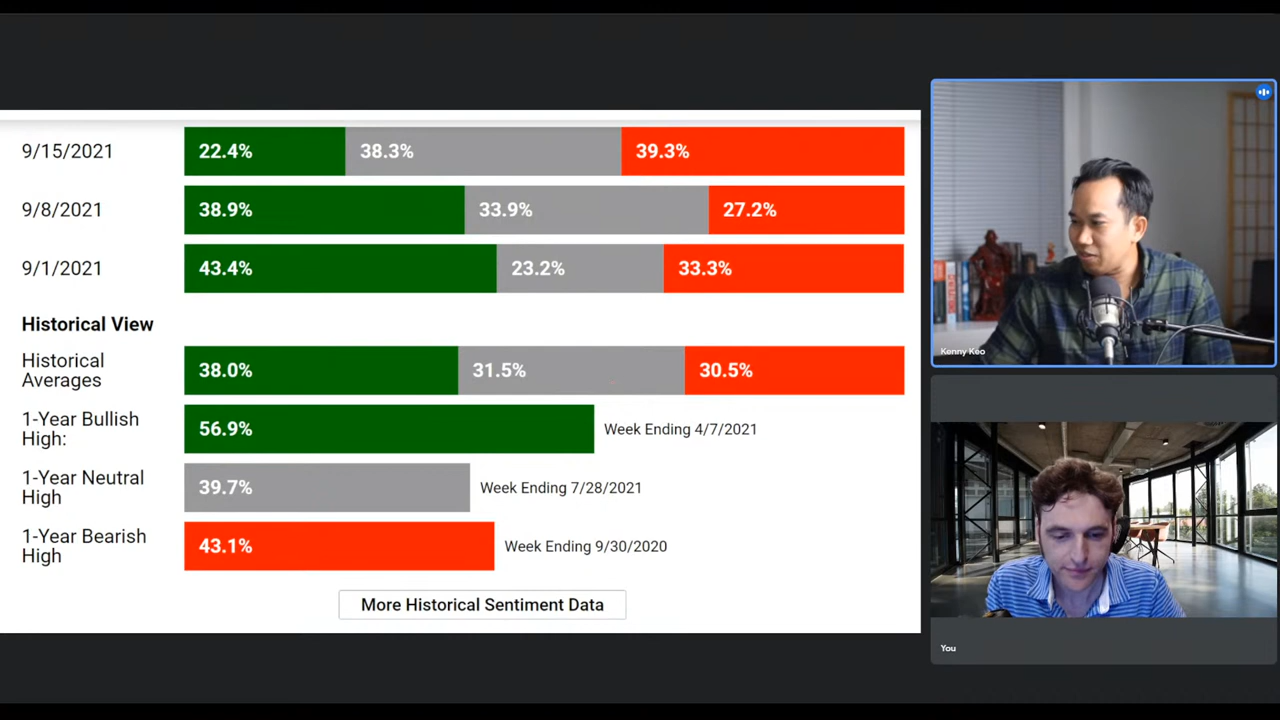 9/15/2021 22.4% 38.3% 39.3%
9/8/2021 38.9% 33.9% 27.2%
9/1/2021 43.4% 23.2% 33.3%
Historical View
Historical
Averages
38.0% 31.5% 30.5%
1-Year Bullish
High:
56.9% Week Ending 4/7/2021
1-Year Neutral
High
39.7% Week Ending 7/28/2021
1-Year Bearish
High
43.1% Week Ending 9/30/2020
More Historical Sentiment Data
Kenny Keo
You